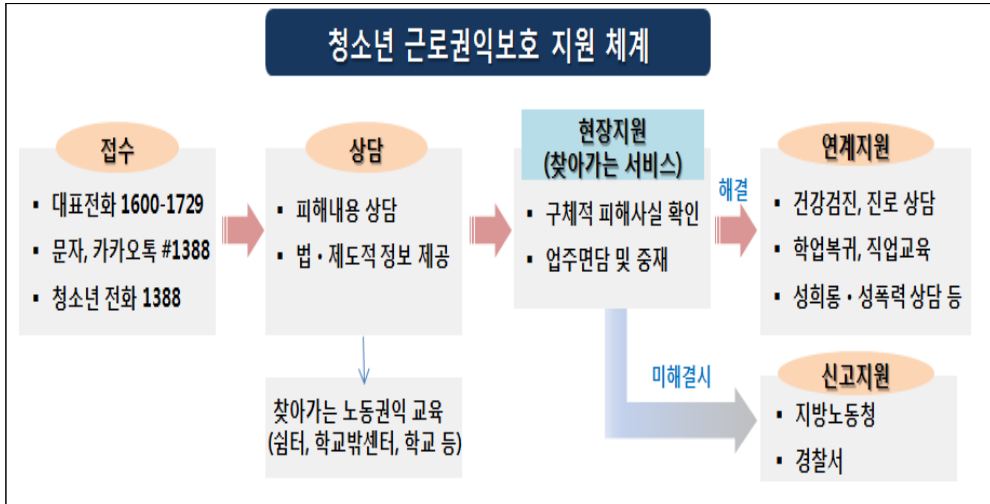 청소년 근로권익보호 지원 체계
접수
▪ 대표전화 1600-1729
▪ 문자, 카카오톡 #1388
▪ 청소년 전화 1388
상담
▪ 피해내용 상담
▪ 법·제도적 정보 제공
찾아가는 노동권익 교육
(쉼터, 학교밖센터, 학교 등)
현장지원
(찾아가는 서비스)
▪ 구체적 피해사실 확인
▪ 업주면담 및 중재
해결
연계지원
▪ 건강검진, 진로 상담
▪ 학업복귀, 직업교육
▪ 성희롱·성폭력 상담 등
미해결시
신고지원
▪ 지방노동청
▪ 경찰서